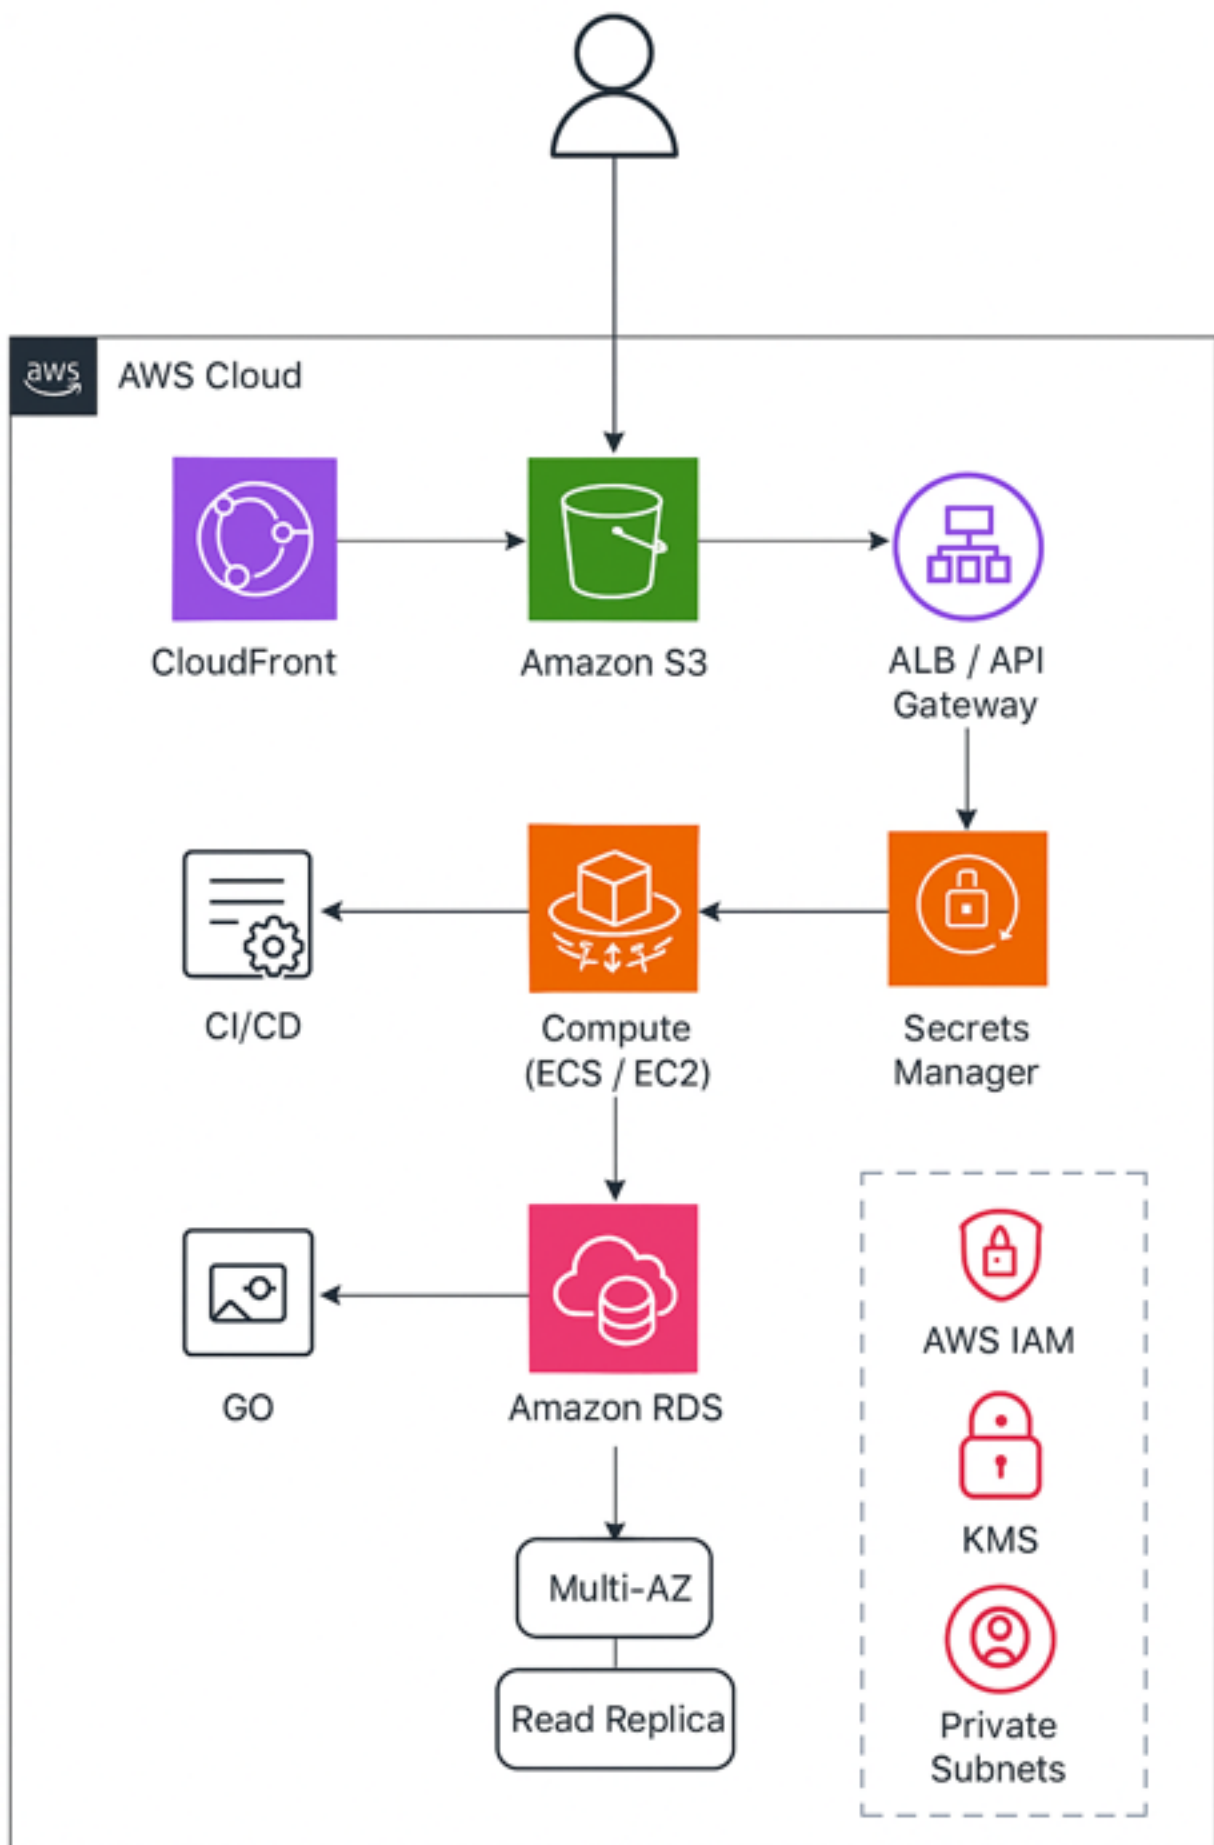 aws
AWS Cloud
CloudFront
Amazon S3
ALB / API
Gateway
CI/CD
Compute
(ECS / EC2)
Secrets
Manager
GO
Amazon RDS
Multi-AZ
Read Replica
AWS IAM
KMS
Private
Subnets